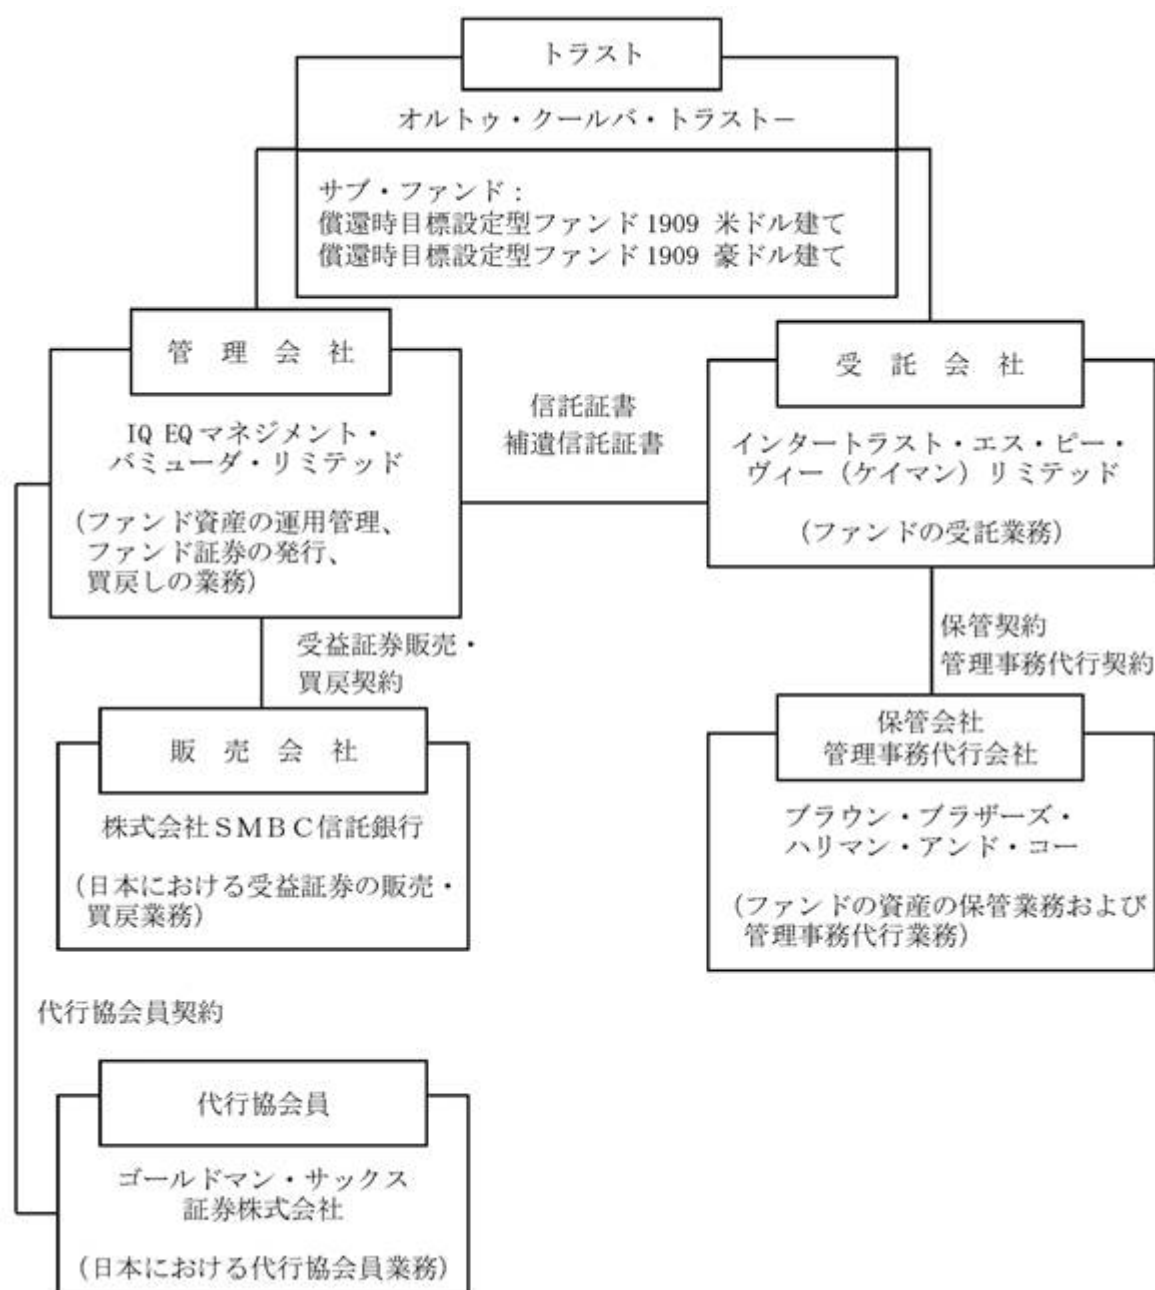 トラスト
オルトゥ・クールバ・トラスト－
サブ・ファンド：
償還時目標設定型ファンド 1909 米ドル建て
償還時目標設定型ファンド 1909 豪ドル建て
管 理 会 社
IQ EQ マネジメント・
バミューダ・リミテッド
（ファンド資産の運用管理、
ファンド証券の発行、
買戻しの業務）
信託証書
補遺信託証書
受 託 会 社
インタートラスト・エス・ピー・
ヴィー（ケイマン）リミテッド
（ファンドの受託業務）
受益証券販売・
買戻契約
保管契約
管理事務代行契約
販 売 会 社
株式会社ＳＭＢＣ信託銀行
（日本における受益証券の販売・
買戻業務）
保管会社
管理事務代行会社
ブラウン・ブラザーズ・
ハリマン・アンド・コー
（ファンドの資産の保管業務および
管理事務代行業務）
代行協会員契約
代行協会員
ゴールドマン・サックス
証券株式会社
（日本における代行協会員業務）